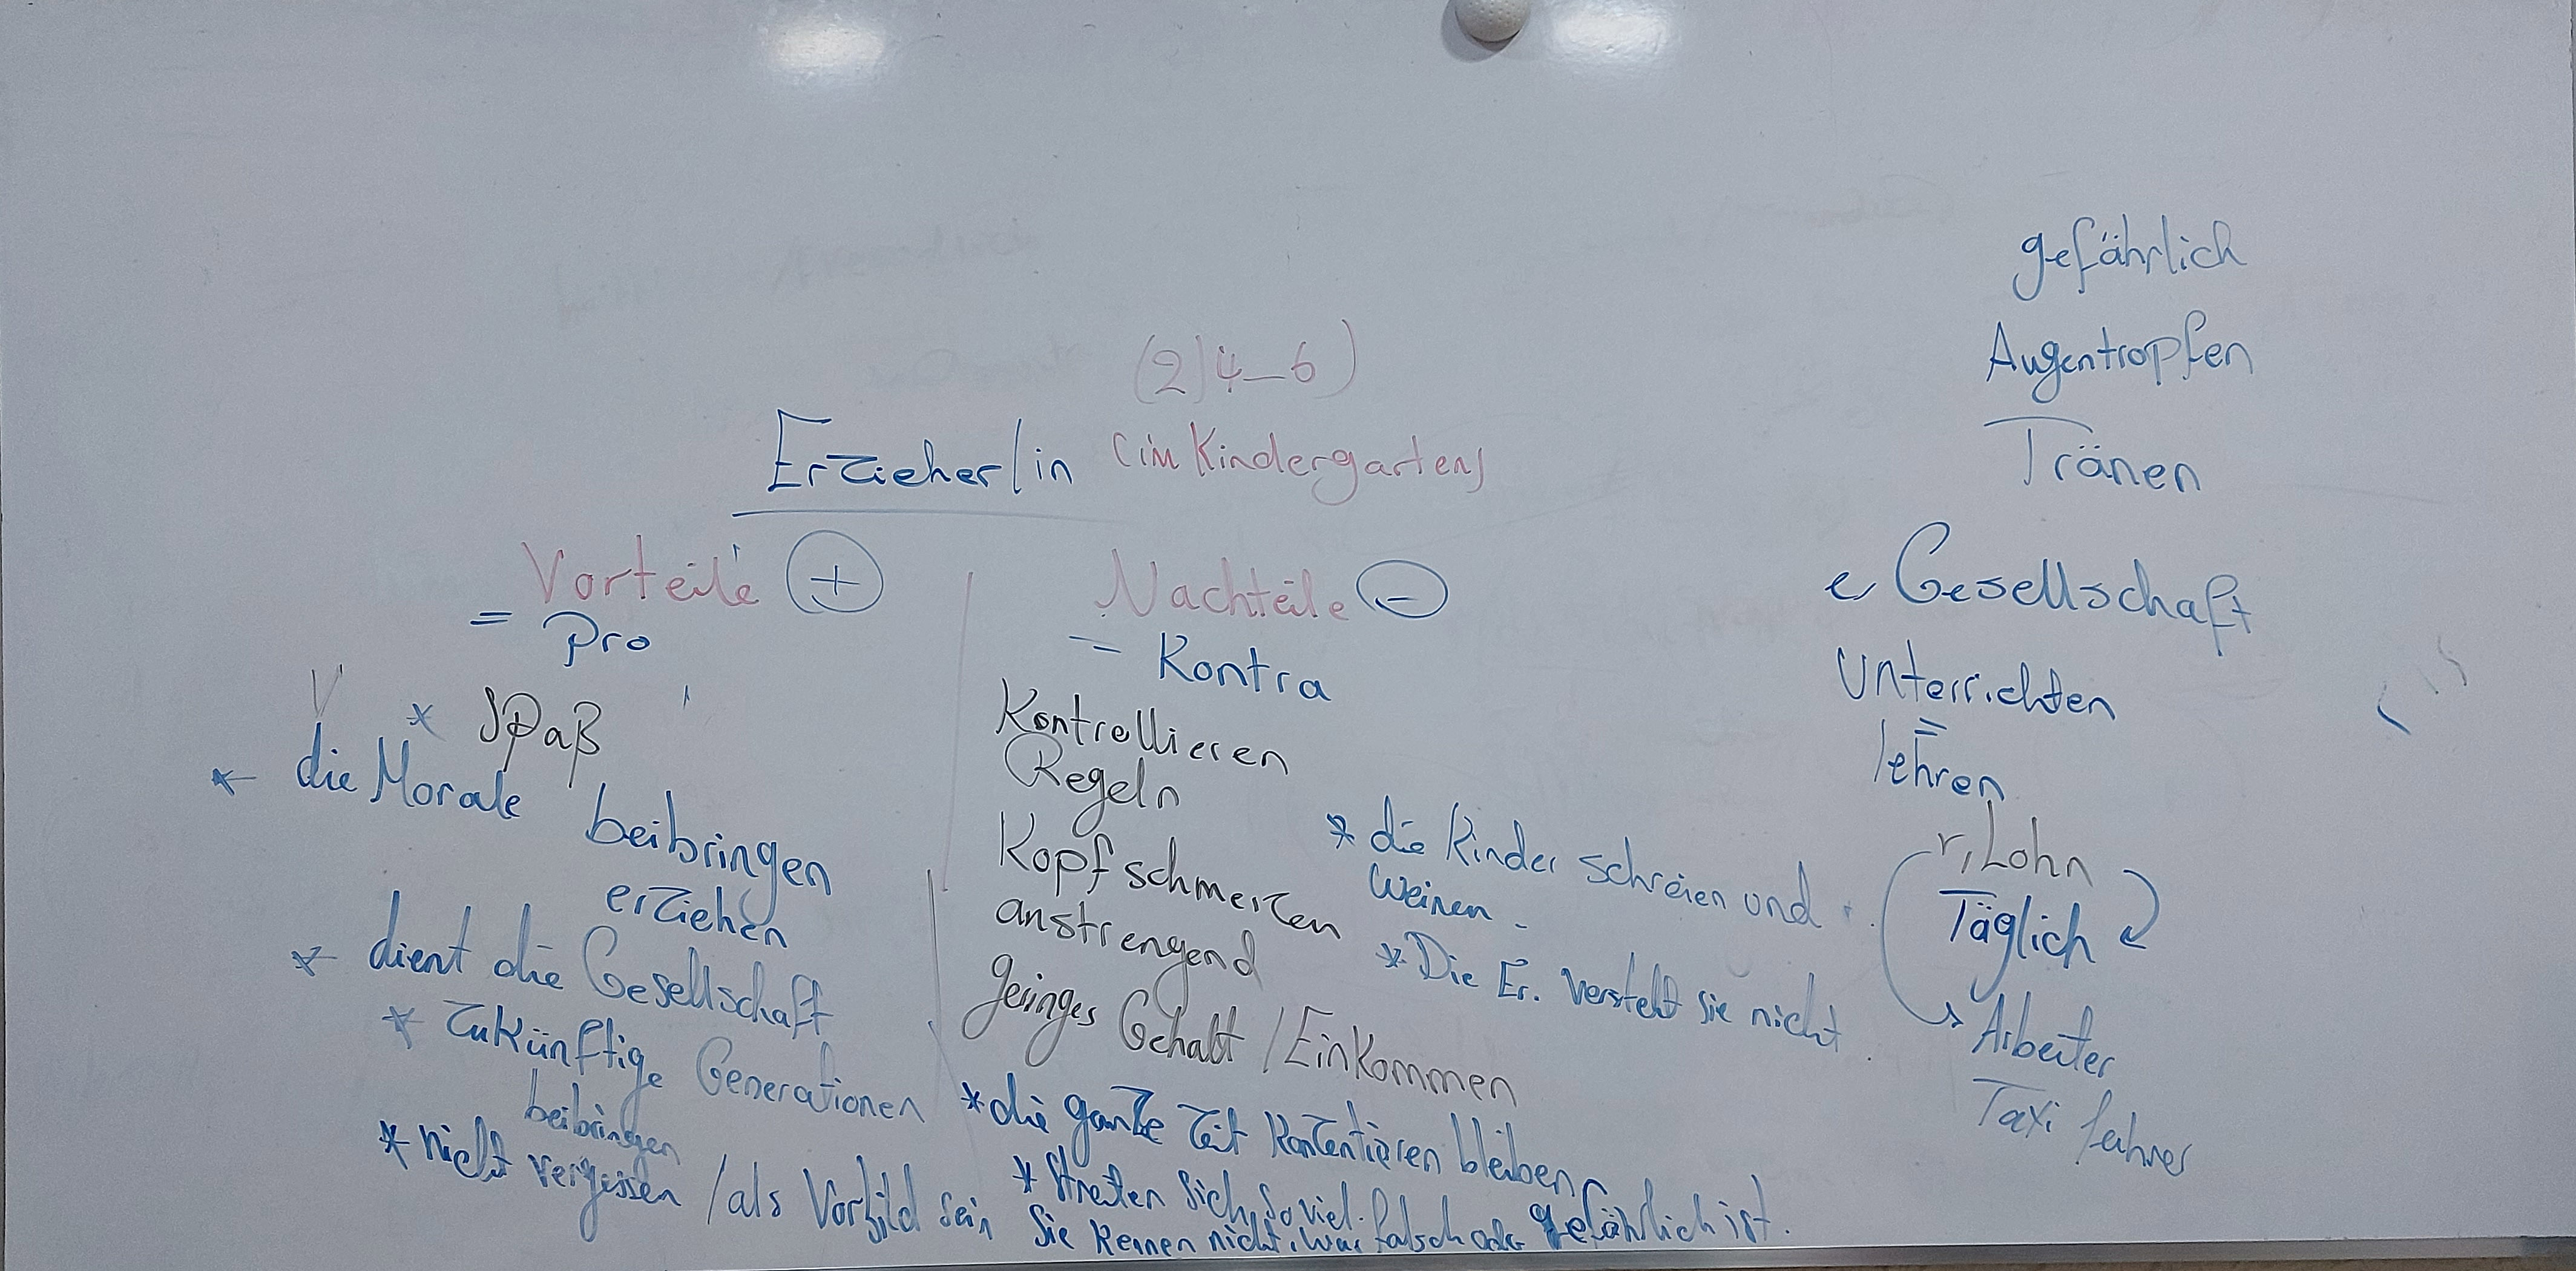 (2) 4_6)
Erzieher/in (im Kindergarten)
Vorteile +
= Pro
* Spaß
* die Morale beibringen
erziehen
* dient die Gesellschaft
* Zukünftige Generationen
beibringen
* nicht vergessen / als Vorbild sein
Nachteile -
= Kontra
Kontrollieren
Regeln
Kopfschmerzen
anstrengend
geringes Gehalt / Einkommen
* die Kinder schreien und
weinen.
* Die Er. versteht sie nicht.
* die ganze Zeit konzentrieren bleiben
* Streiten sich so viel.
Sie kennen nicht, was falsch oder gefährlich ist.
gefährlich
Augentropfen
Tränen
e Gesellschaft
unterrichten
=
lehren
r, Lohn
Täglich
Arbeiter
Taxi fahrer